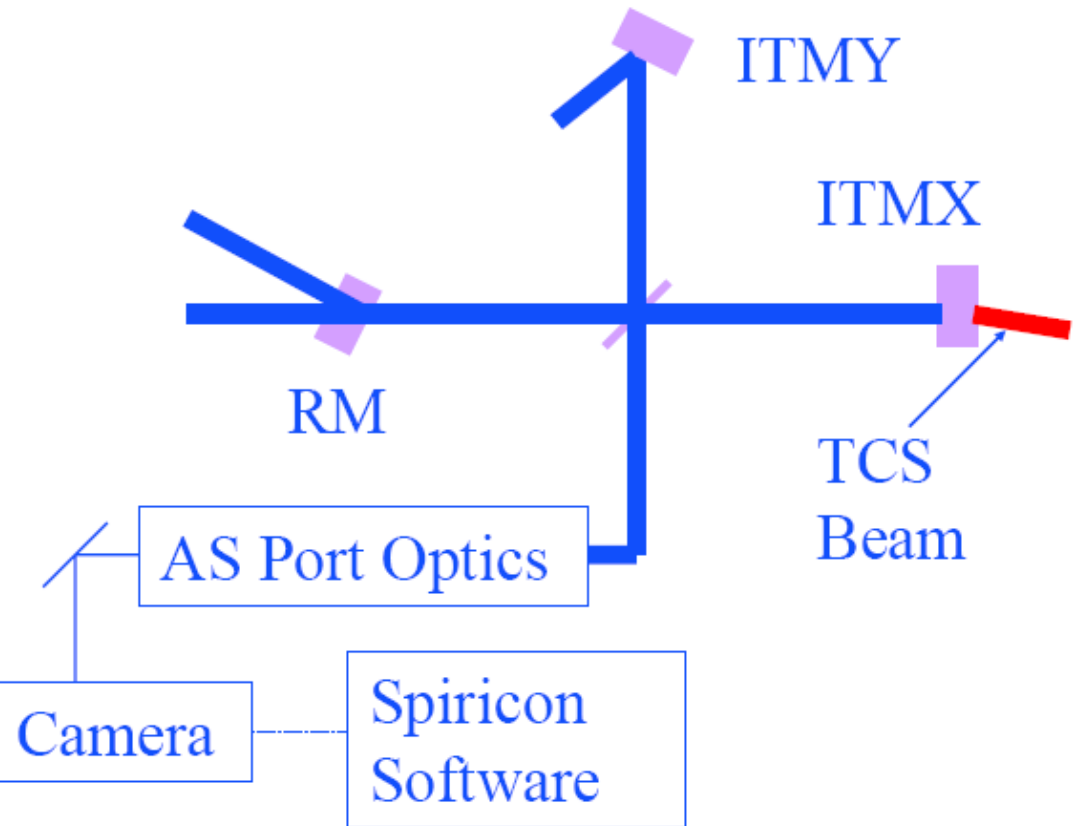 ITMY
ITMX
RM
TCS
Beam
AS Port Optics
Spiricon
Software
Camera